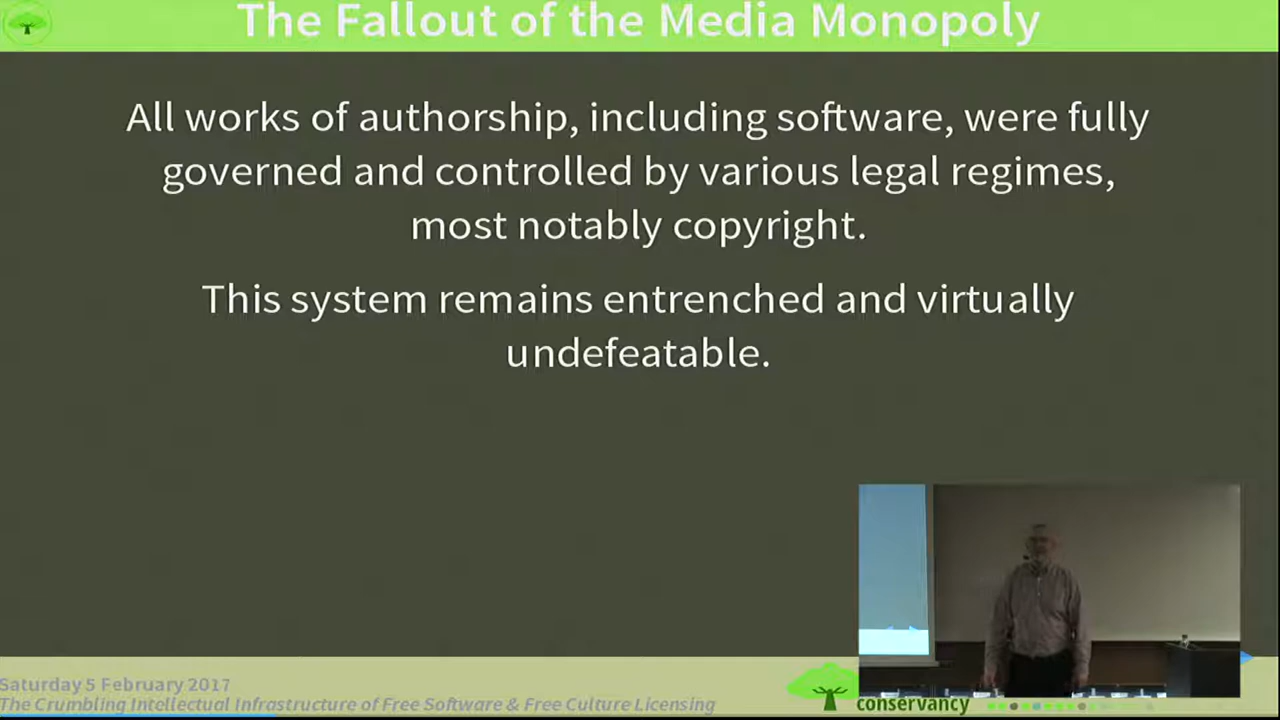 The Fallout of the Media Monopoly
All works of authorship, including software, were fully
governed and controlled by various legal regimes,
most notably copyright.
This system remains entrenched and virtually
undefeatable.
Saturday 5 February 2017
The Crumbling Intellectual Infrastructure of Free Software & Free Culture Licensing
conservancy